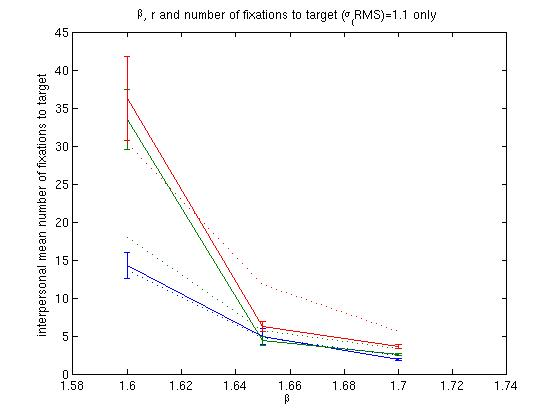 β, r and number of fixations to target (σ(RMS)=1.1 only
45
40
35
30
25
20
15
10
5
0
interpersonal mean number of fixations to target
1.58 1.6 1.62 1.64 1.66 1.68 1.7 1.72 1.74
β